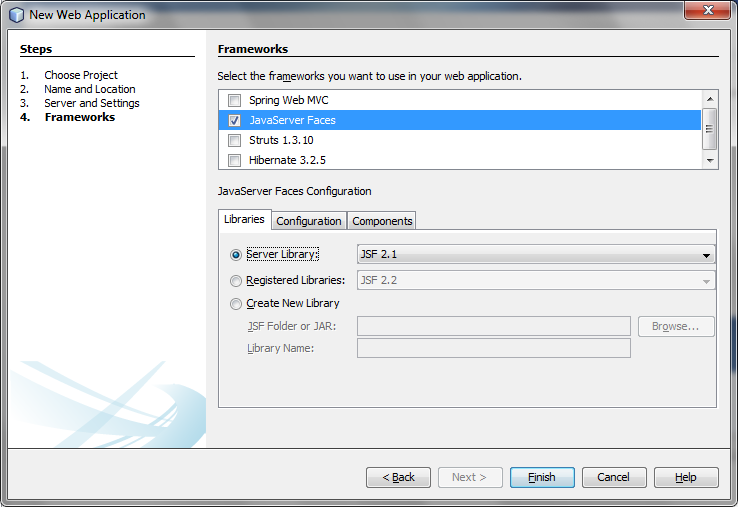 New Web Application
Steps
1. Choose Project
2. Name and Location
3. Server and Settings
4. Frameworks
Frameworks
Select the frameworks you want to use in your web application.
Spring Web MVC
JavaServer Faces
Struts 1.3.10
Hibernate 3.2.5
JavaServer Faces Configuration
Libraries Configuration Components
Server Library: JSF 2.1
Registered Libraries: JSF 2.2
Create New Library
JSF Folder or JAR: Browse...
Library Name:
< Back Next > Finish Cancel Help